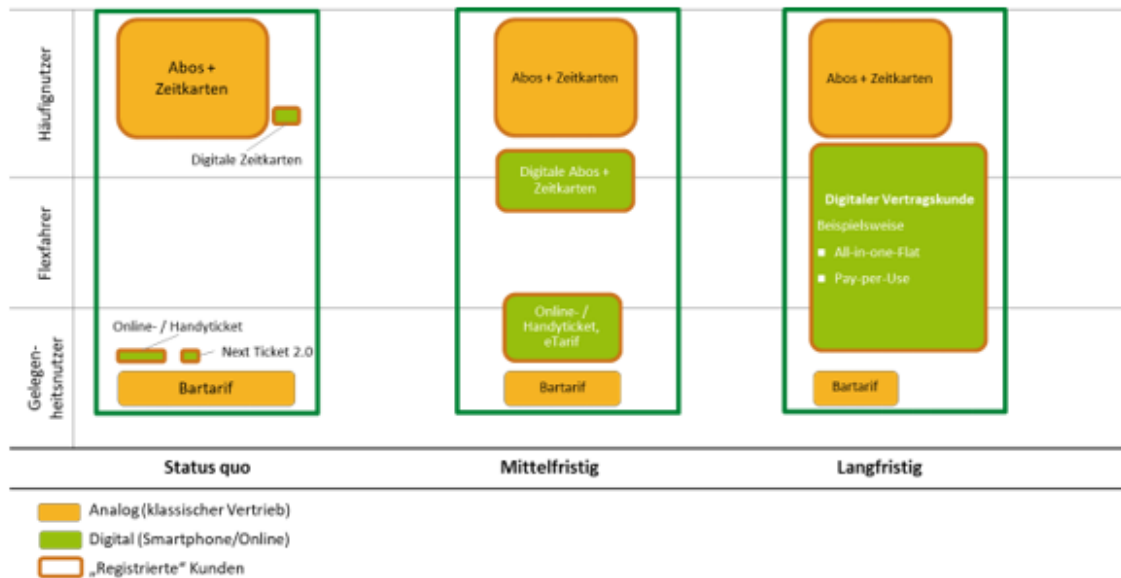 Häufignutzer
Flexfahrer
Gelegen-
heitsnutzer
Abos +
Zeitkarten
Digitale Zeitkarten
Online- / Handyticket
Next Ticket 2.0
Bartarif
Abos + Zeitkarten
Digitale Abos +
Zeitkarten
Online- /
Handyticket,
eTarif
Bartarif
Abos + Zeitkarten
Digitaler Vertragskunde
Beispielsweise
All-in-one-Flat
Pay-per-Use
Bartarif
Status quo
Mittelfristig
Langfristig
Analog (klassischer Vertrieb)
Digital (Smartphone/Online)
„Registrierte“ Kunden